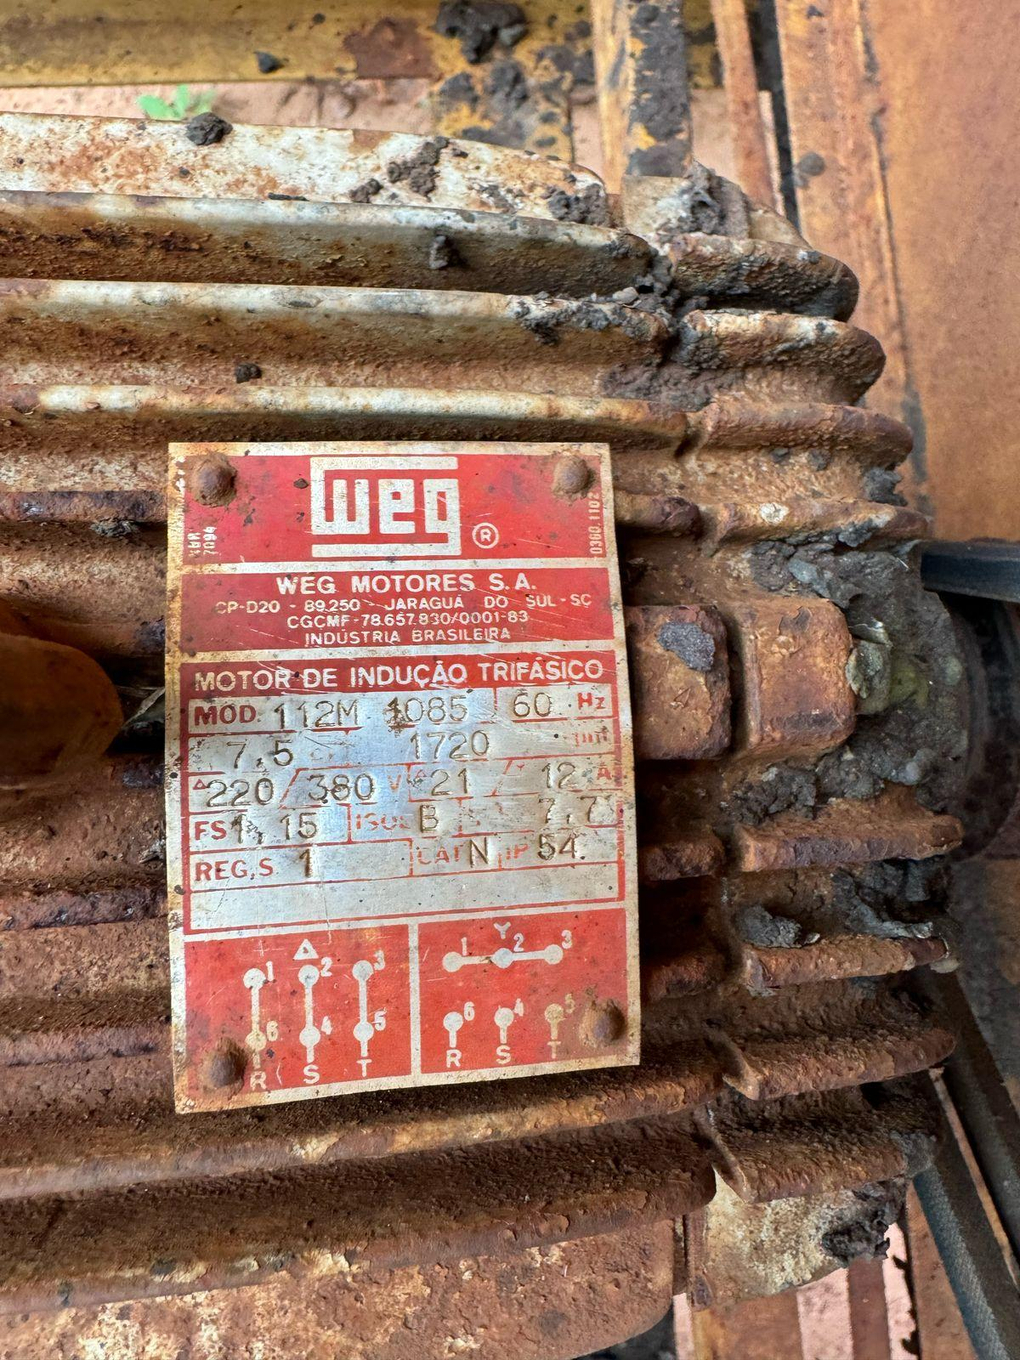 weg ®
0360.1102
WEG MOTORES S.A.
CP-D20 - 89.250 - JARAGUÁ DO SUL - SC
CGCMF - 78.657.830/0001-83
INDÚSTRIA BRASILEIRA
MOTOR DE INDUÇÃO TRIFÁSICO
MOD. 112M 1085 60 Hz
7,5 1720
△ 220 / 380 V 21 / 12 A
FS 1,15 ISOL B 7,7
REG.S 1 CAT N IP 54
△ Y
1 2 3 1 2 3
6 4 5 6 4 5
R S T R S T